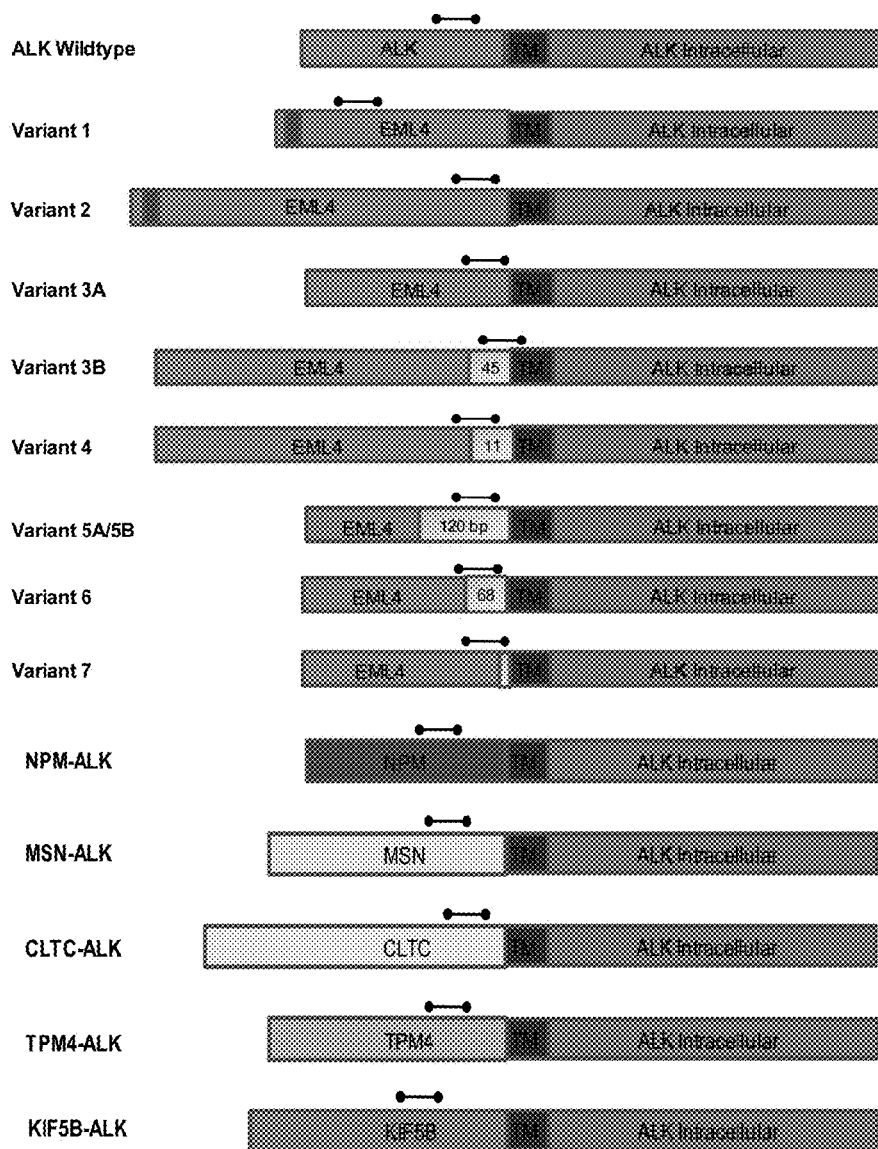 ALK Wildtype ALK TM ALK Intracellular
Variant 1 EML4 TM ALK Intracellular
Variant 2 EML4 TM ALK Intracellular
Variant 3A EML4 TM ALK Intracellular
Variant 3B EML4 45 TM ALK Intracellular
Variant 4 EML4 11 TM ALK Intracellular
Variant 5A/5B EML4 120 bp TM ALK Intracellular
Variant 6 EML4 68 TM ALK Intracellular
Variant 7 EML4 TM ALK Intracellular
NPM-ALK NPM TM ALK Intracellular
MSN-ALK MSN TM ALK Intracellular
CLTC-ALK CLTC TM ALK Intracellular
TPM4-ALK TPM4 TM ALK Intracellular
KIF5B-ALK KIF5B TM ALK Intracellular